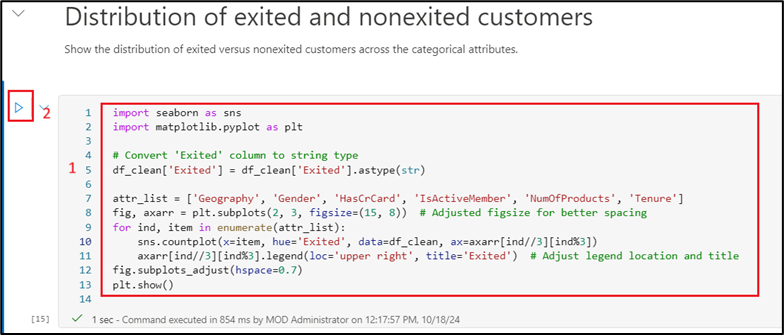 Distribution of exited and nonexited customers
Show the distribution of exited versus nonexited customers across the categorical attributes.
2
1
1 import seaborn as sns
2 import matplotlib.pyplot as plt
3
4 # Convert 'Exited' column to string type
5 df_clean['Exited'] = df_clean['Exited'].astype(str)
6
7 attr_list = ['Geography', 'Gender', 'HasCrCard', 'IsActiveMember', 'NumOfProducts', 'Tenure']
8 fig, axarr = plt.subplots(2, 3, figsize=(15, 8))  # Adjusted figsize for better spacing
9 for ind, item in enumerate(attr_list):
10     sns.countplot(x=item, hue='Exited', data=df_clean, ax=axarr[ind//3][ind%3])
11     axarr[ind//3][ind%3].legend(loc='upper right', title='Exited')  # Adjust legend location and title
12 fig.subplots_adjust(hspace=0.7)
13 plt.show()
14
[15] 1 sec - Command executed in 854 ms by MOD Administrator on 12:17:57 PM, 10/18/24